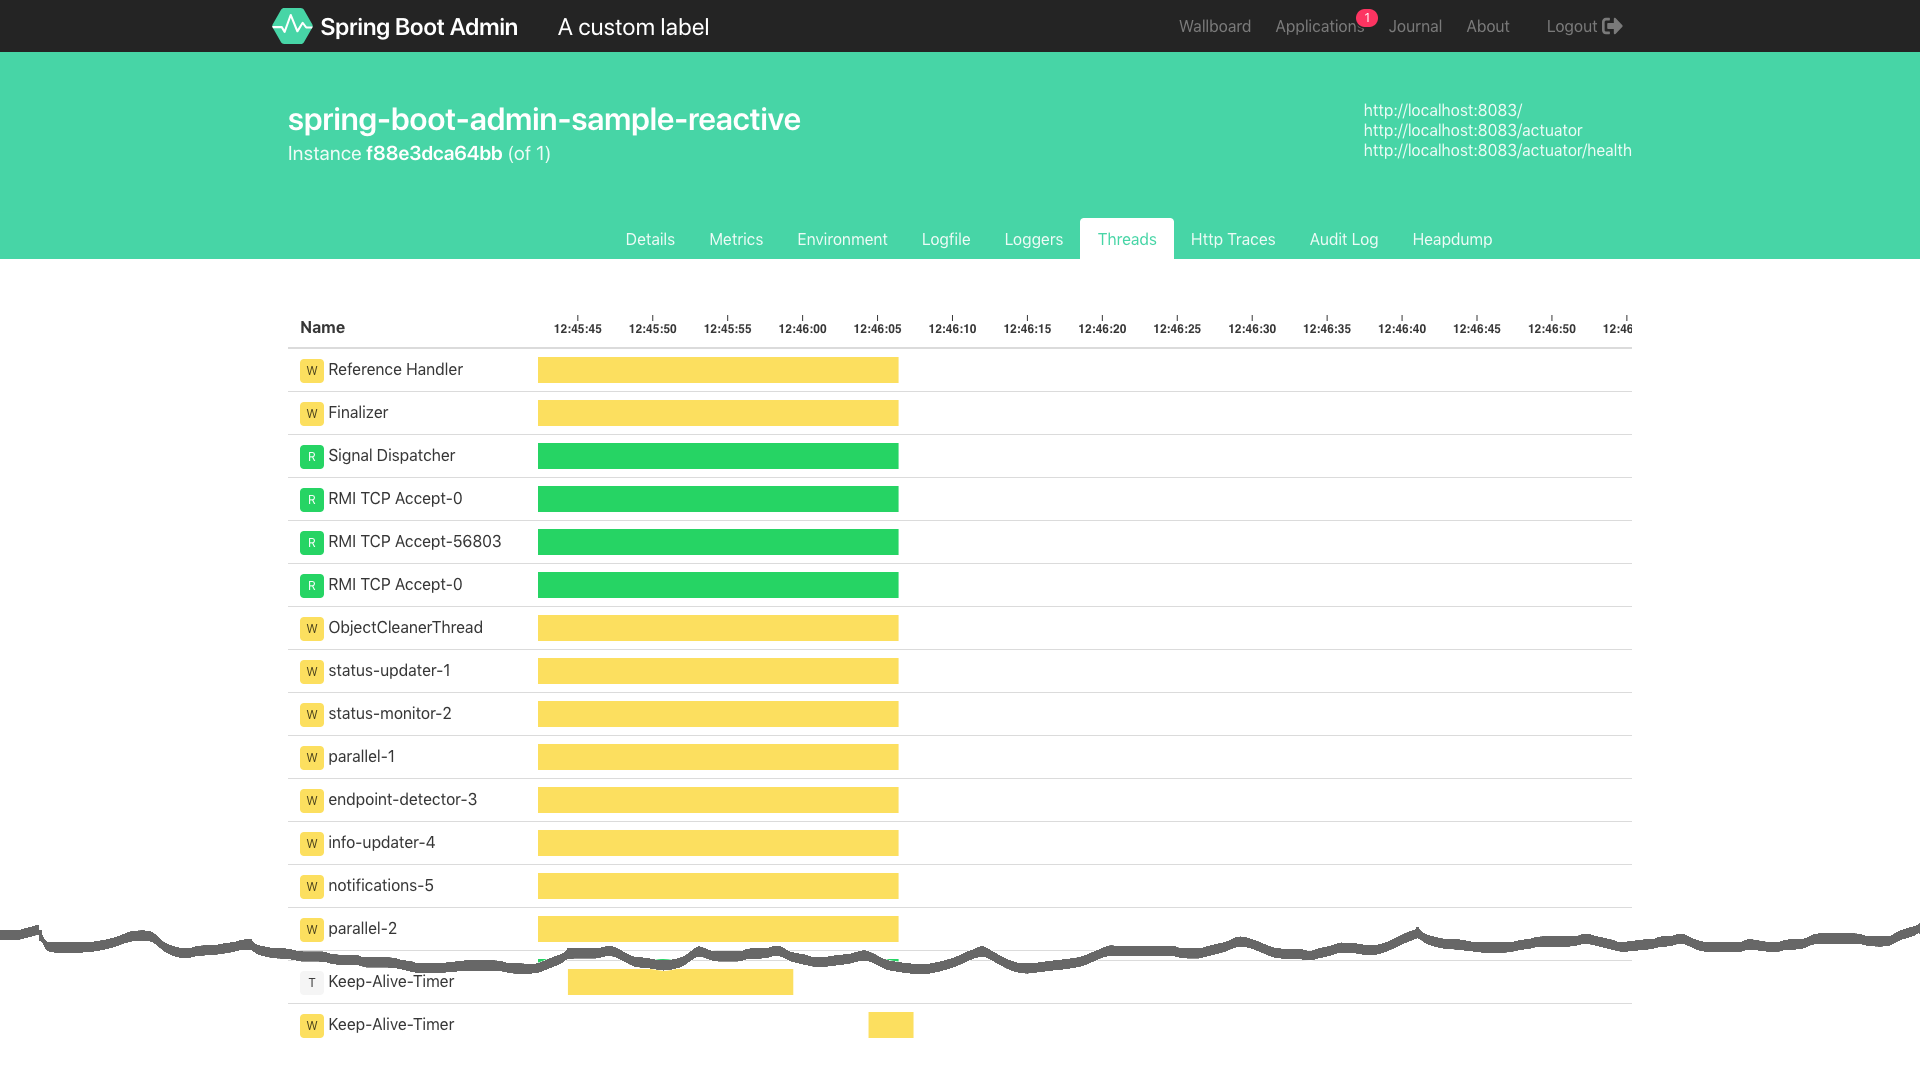 Spring Boot Admin A custom label Wallboard Applications 1 Journal About Logout
spring-boot-admin-sample-reactive
Instance f88e3dca64bb (of 1)
http://localhost:8083/
http://localhost:8083/actuator
http://localhost:8083/actuator/health
Details Metrics Environment Logfile Loggers Threads Http Traces Audit Log Heapdump
Name 12:45:45 12:45:50 12:45:55 12:46:00 12:46:05 12:46:10 12:46:15 12:46:20 12:46:25 12:46:30 12:46:35 12:46:40 12:46:45 12:46:50 12:46
W Reference Handler
W Finalizer
R Signal Dispatcher
R RMI TCP Accept-0
R RMI TCP Accept-56803
R RMI TCP Accept-0
W ObjectCleanerThread
W status-updater-1
W status-monitor-2
W parallel-1
W endpoint-detector-3
W info-updater-4
W notifications-5
W parallel-2
T Keep-Alive-Timer
W Keep-Alive-Timer